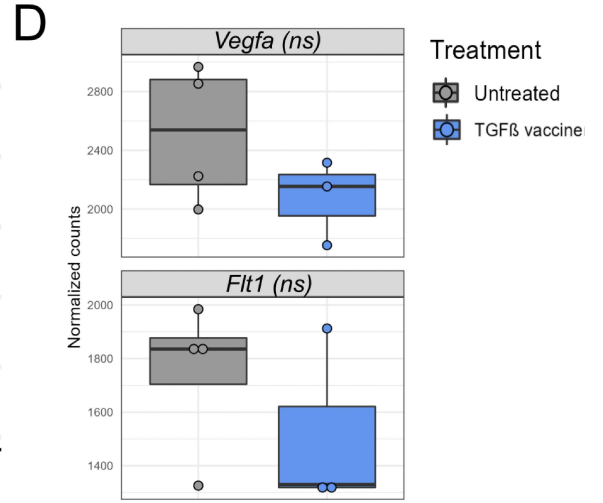 D
Vegfa (ns)
2800
2400
2000
Flt1 (ns)
2000
1800
1600
1400
Normalized counts
Treatment
Untreated
TGFß vaccine